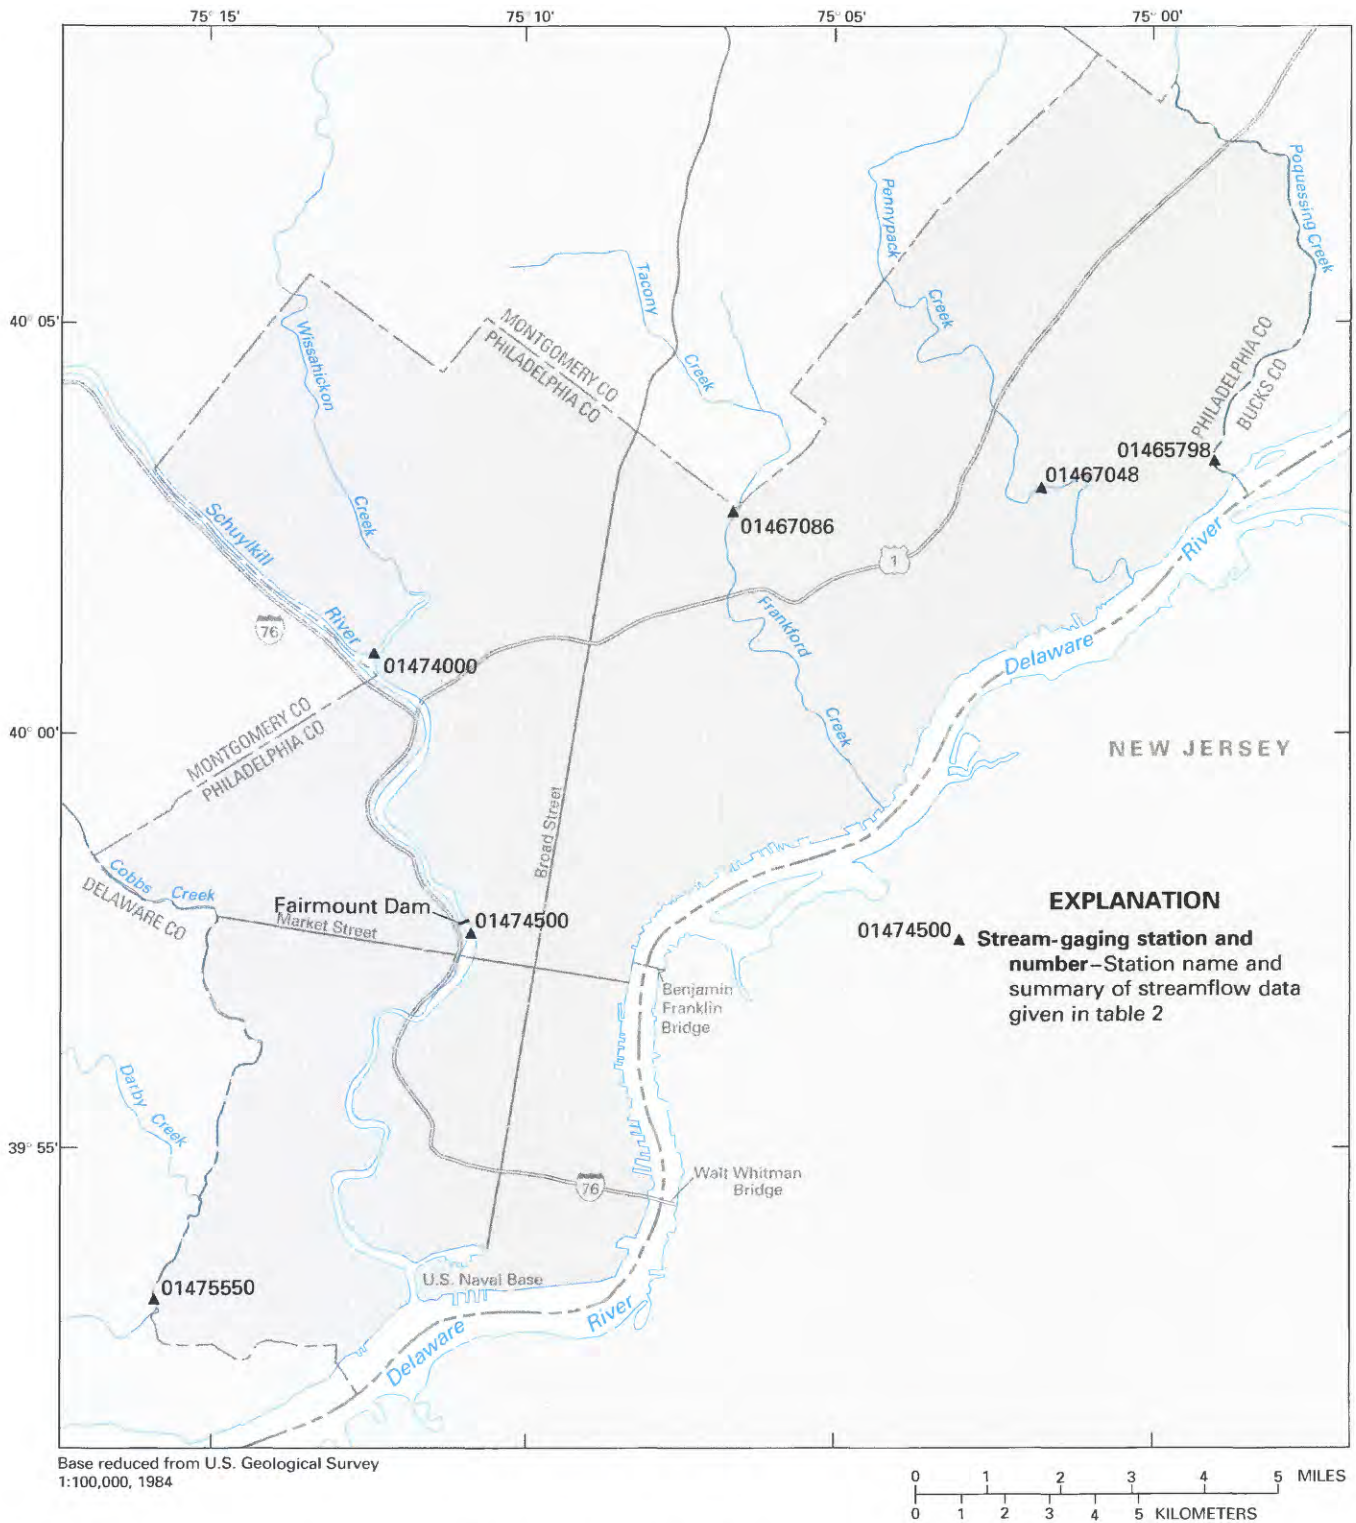 75° 15'
75° 10'
75° 05'
75° 00'
Poquessing Creek
Pennypack
Creek
Tacony
Creek
40° 05'
MONTGOMERY CO
PHILADELPHIA CO
Wissahickon
Creek
PHILADELPHIA CO
BUCKS CO
01465798
01467048
01467086
Schuylkill
River
76
1
River
Delaware
Frankford
Creek
01474000
40° 00'
MONTGOMERY CO
PHILADELPHIA CO
NEW JERSEY
Broad Street
Cobbs Creek
DELAWARE CO
Fairmount Dam
01474500
Market Street
EXPLANATION
01474500
Stream-gaging station and
number–Station name and
summary of streamflow data
given in table 2
Benjamin
Franklin
Bridge
Darby Creek
39° 55'
76
Walt Whitman
Bridge
01475550
U.S. Naval Base
Delaware
River
Base reduced from U.S. Geological Survey
1:100,000, 1984
0 1 2 3 4 5 MILES
0 1 2 3 4 5 KILOMETERS